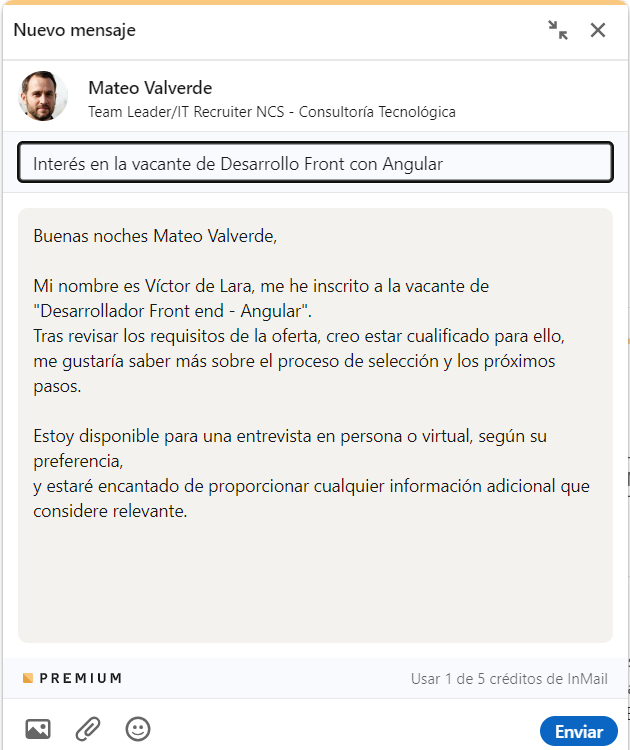 Nuevo mensaje
Mateo Valverde
Team Leader/IT Recruiter NCS - Consultoría Tecnológica
Interés en la vacante de Desarrollo Front con Angular
Buenas noches Mateo Valverde,
Mi nombre es Víctor de Lara, me he inscrito a la vacante de
"Desarrollador Front end - Angular".
Tras revisar los requisitos de la oferta, creo estar cualificado para ello,
me gustaría saber más sobre el proceso de selección y los próximos
pasos.
Estoy disponible para una entrevista en persona o virtual, según su
preferencia,
y estaré encantado de proporcionar cualquier información adicional que
considere relevante.
PREMIUM
Usar 1 de 5 créditos de InMail
Enviar